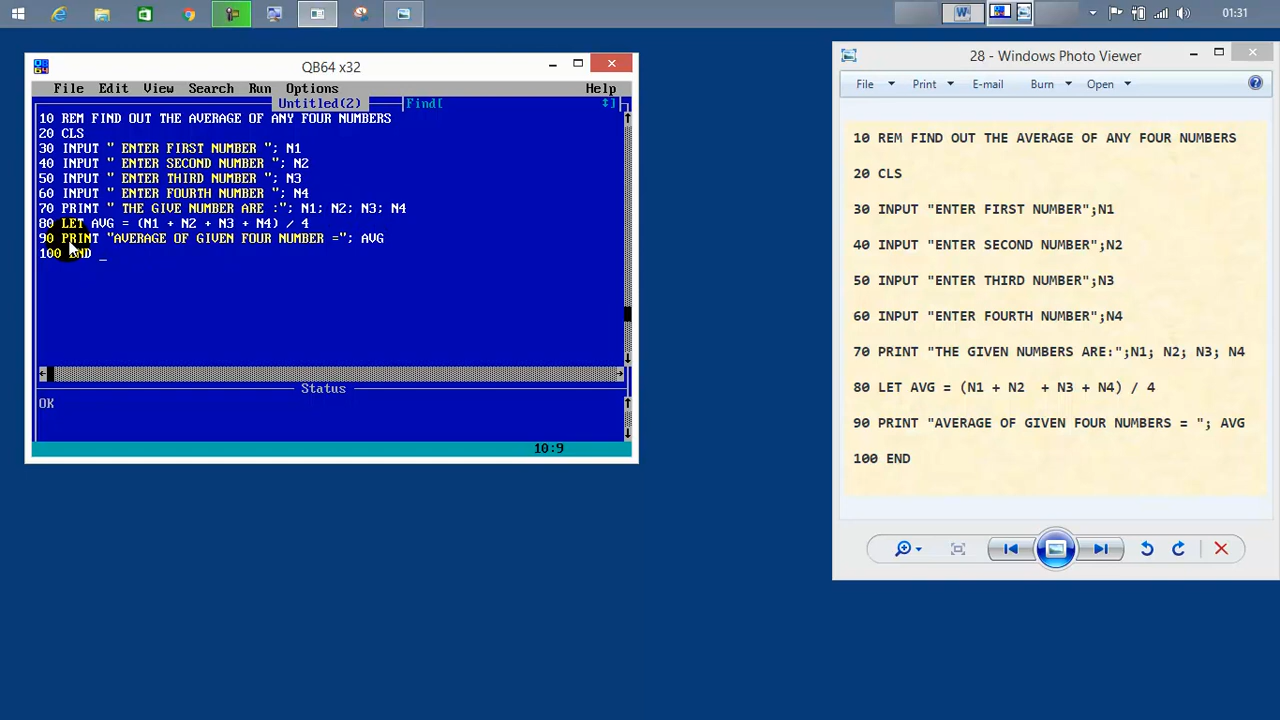 01:31
QB64 x32
File Edit View Search Run Options Help
Untitled(2) Find[ ]
10 REM FIND OUT THE AVERAGE OF ANY FOUR NUMBERS
20 CLS
30 INPUT " ENTER FIRST NUMBER "; N1
40 INPUT " ENTER SECOND NUMBER "; N2
50 INPUT " ENTER THIRD NUMBER "; N3
60 INPUT " ENTER FOURTH NUMBER "; N4
70 PRINT " THE GIVE NUMBER ARE :"; N1; N2; N3; N4
80 LET AVG = (N1 + N2 + N3 + N4) / 4
90 PRINT "AVERAGE OF GIVEN FOUR NUMBER ="; AVG
100 END _
Status
OK
10:9
28 - Windows Photo Viewer
File Print E-mail Burn Open
10 REM FIND OUT THE AVERAGE OF ANY FOUR NUMBERS
20 CLS
30 INPUT "ENTER FIRST NUMBER";N1
40 INPUT "ENTER SECOND NUMBER";N2
50 INPUT "ENTER THIRD NUMBER";N3
60 INPUT "ENTER FOURTH NUMBER";N4
70 PRINT "THE GIVEN NUMBERS ARE:";N1; N2; N3; N4
80 LET AVG = (N1 + N2  + N3 + N4) / 4
90 PRINT "AVERAGE OF GIVEN FOUR NUMBERS = "; AVG
100 END